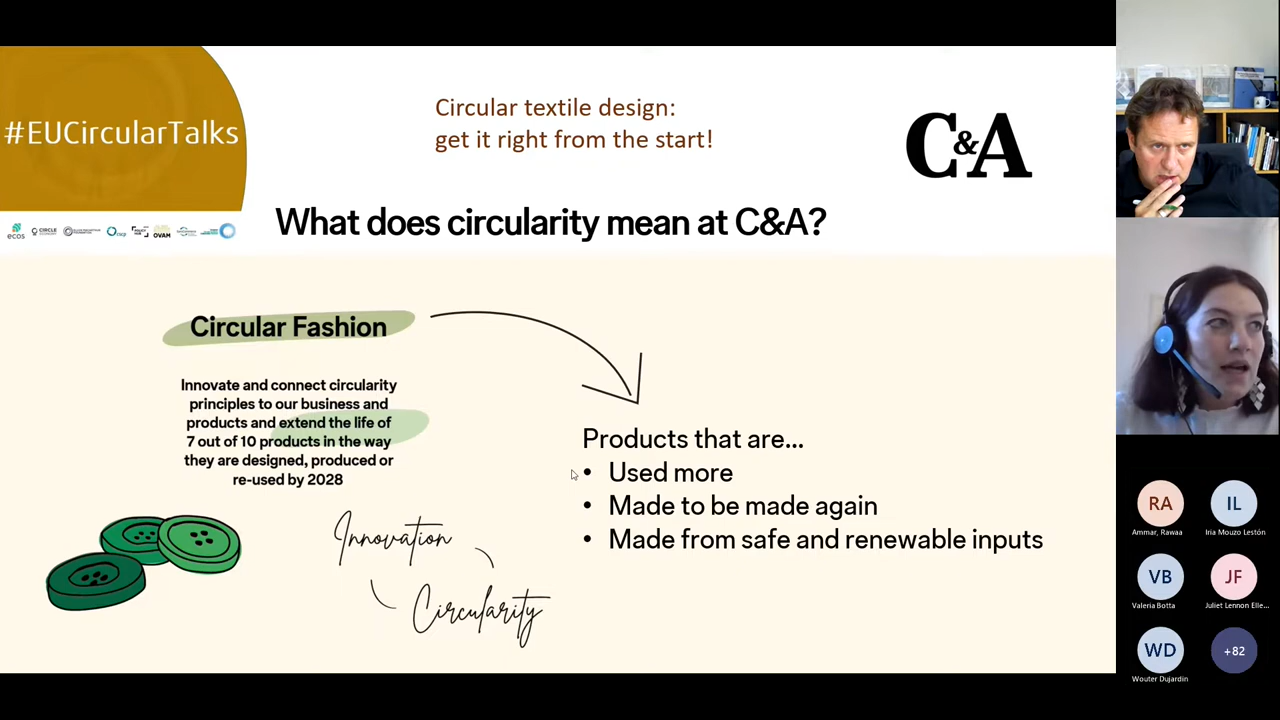 #EUCircularTalks
Circular textile design:
get it right from the start!
C&A
ecos
CIRCLE
ECONOMY
OVAM
What does circularity mean at C&A?
Circular Fashion
Innovate and connect circularity
principles to our business and
products and extend the life of
7 out of 10 products in the way
they are designed, produced or
re-used by 2028
Innovation
Circularity
Products that are...
• Used more
• Made to be made again
• Made from safe and renewable inputs
RA
IL
Ammar, Rawaa
Iria Mouzo Lestón
VB
JF
Valeria Botta
Juliet Lennon Elle...
WD
+82
Wouter Dujardin